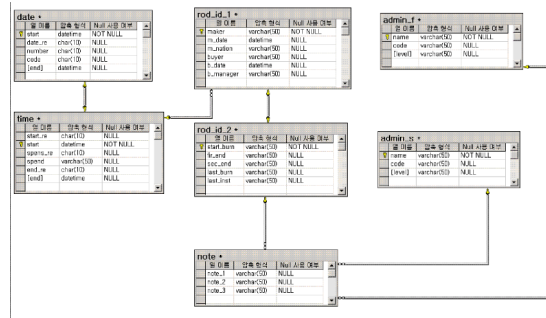 date *
열 이름 압축 형식 Null 사용 여부
start datetime NOT NULL
date_re char(10) NULL
number char(10) NULL
code char(10) NULL
[end] datetime NULL
rod_id_1 *
열 이름 압축 형식 Null 사용 여부
maker varchar(50) NOT NULL
m_date datetime NULL
m_nation varchar(50) NULL
buyer varchar(50) NULL
b_date datetime NULL
b_manager varchar(50) NULL
admin_f *
열 이름 압축 형식 Null 사용 여부
name varchar(50) NOT NULL
code varchar(50) NULL
[level] varchar(50) NULL
time *
열 이름 압축 형식 Null 사용 여부
start_re char(10) NULL
start datetime NOT NULL
spens_re char(10) NULL
spend varchar(50) NULL
end_re char(10) NULL
[end] datetime NULL
rod_id_2 *
열 이름 압축 형식 Null 사용 여부
start_burn varchar(50) NOT NULL
fir_end varchar(50) NULL
sec_end varchar(50) NULL
last_burn varchar(50) NULL
last_inst varchar(50) NULL
admin_s *
열 이름 압축 형식 Null 사용 여부
name varchar(50) NOT NULL
code varchar(50) NULL
[level] varchar(50) NULL
note *
열 이름 압축 형식 Null 사용 여부
note_1 varchar(50) NULL
note_2 varchar(50) NULL
note_3 varchar(50) NULL